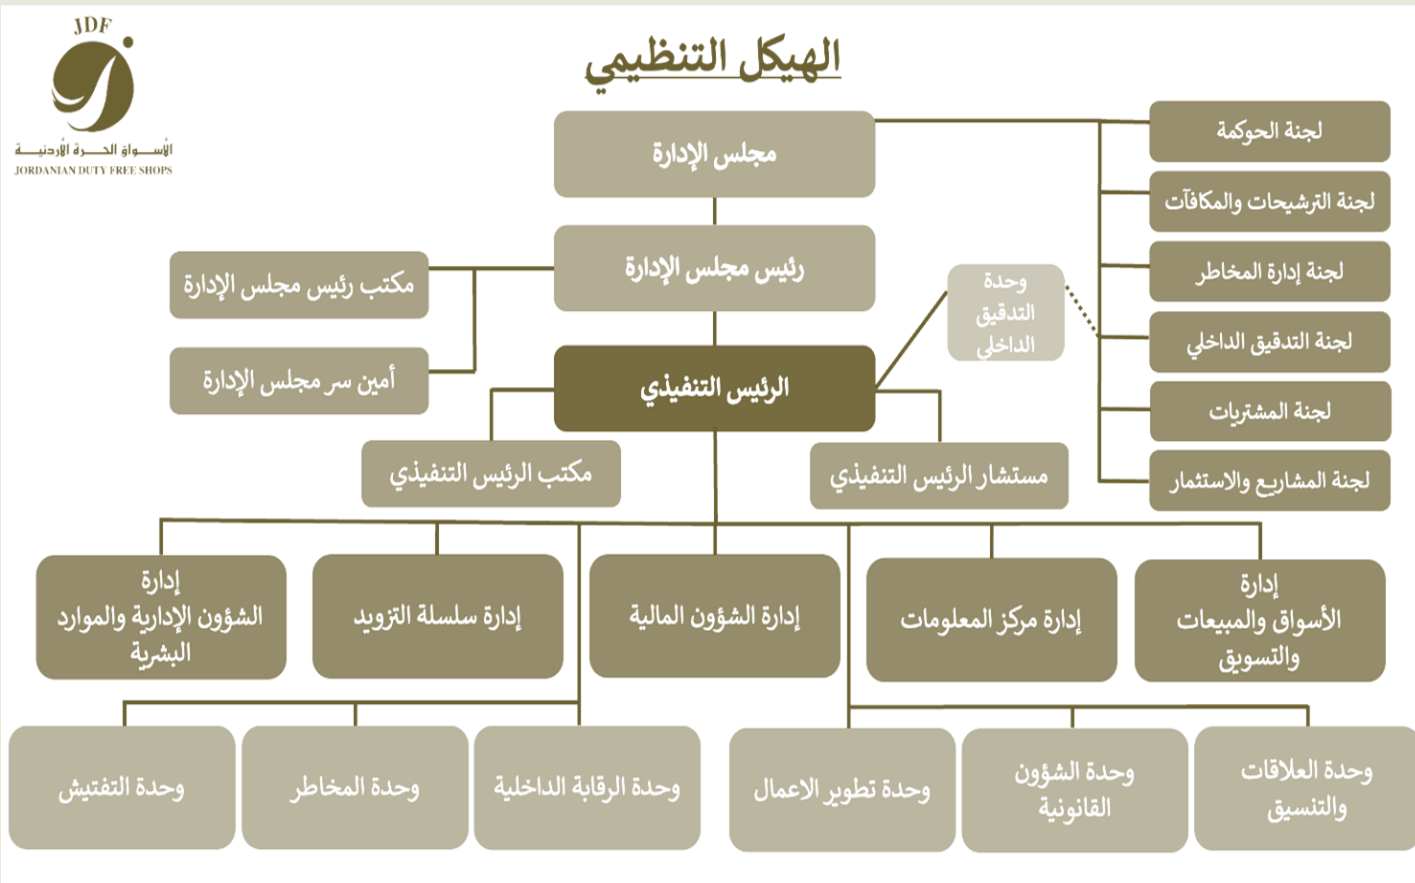 JDF
الأسواق الحرة الأردنية
JORDANIAN DUTY FREE SHOPS
الهيكل التنظيمي
مجلس الإدارة
رئيس مجلس الإدارة
الرئيس التنفيذي
لجنة الحوكمة
لجنة الترشيحات والمكافآت
لجنة إدارة المخاطر
لجنة التدقيق الداخلي
لجنة المشتريات
لجنة المشاريع والاستثمار
وحدة
التدقيق
الداخلي
مكتب رئيس مجلس الإدارة
أمين سر مجلس الإدارة
مستشار الرئيس التنفيذي
مكتب الرئيس التنفيذي
إدارة
الأسواق والمبيعات
والتسويق
إدارة مركز المعلومات
إدارة الشؤون المالية
إدارة سلسلة التزويد
إدارة
الشؤون الإدارية والموارد
البشرية
وحدة العلاقات
والتنسيق
وحدة الشؤون
القانونية
وحدة تطوير الاعمال
وحدة الرقابة الداخلية
وحدة المخاطر
وحدة التفتيش